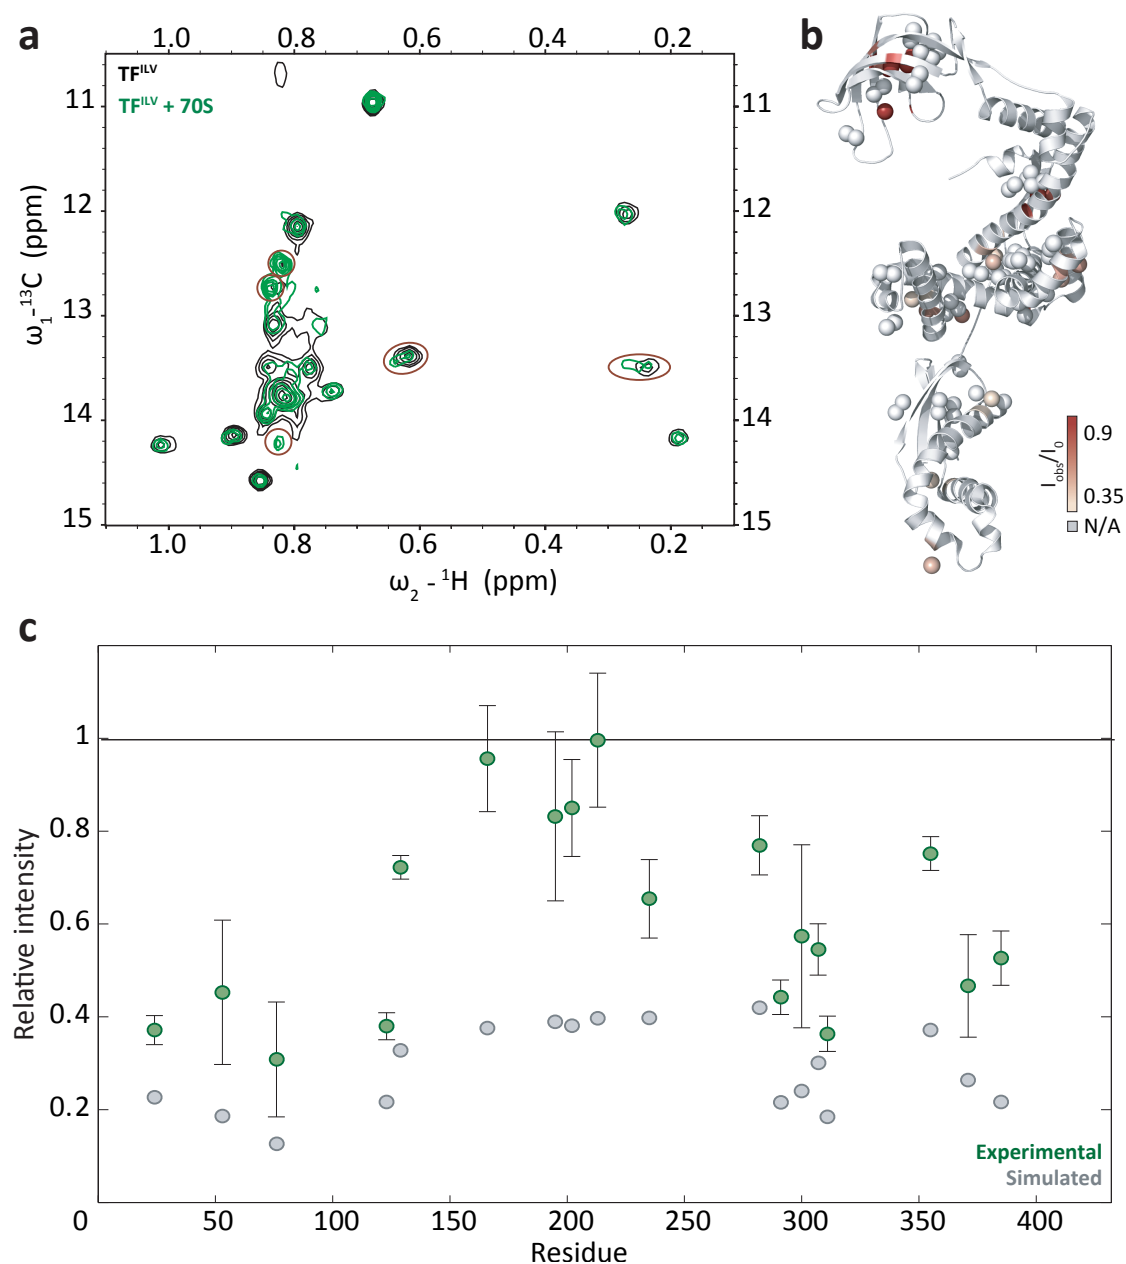 a
1.0 0.8 0.6 0.4 0.2
TF^ILV
TF^ILV + 70S
11 11
12 12
13 13
14 14
15 15
ω₁-¹³C (ppm)
1.0 0.8 0.6 0.4 0.2
ω₂ - ¹H (ppm)
b
I_obs/I₀
0.9
0.35
N/A
c
1
0.8
0.6
0.4
0.2
Relative intensity
Experimental
Simulated
0 50 100 150 200 250 300 350 400
Residue